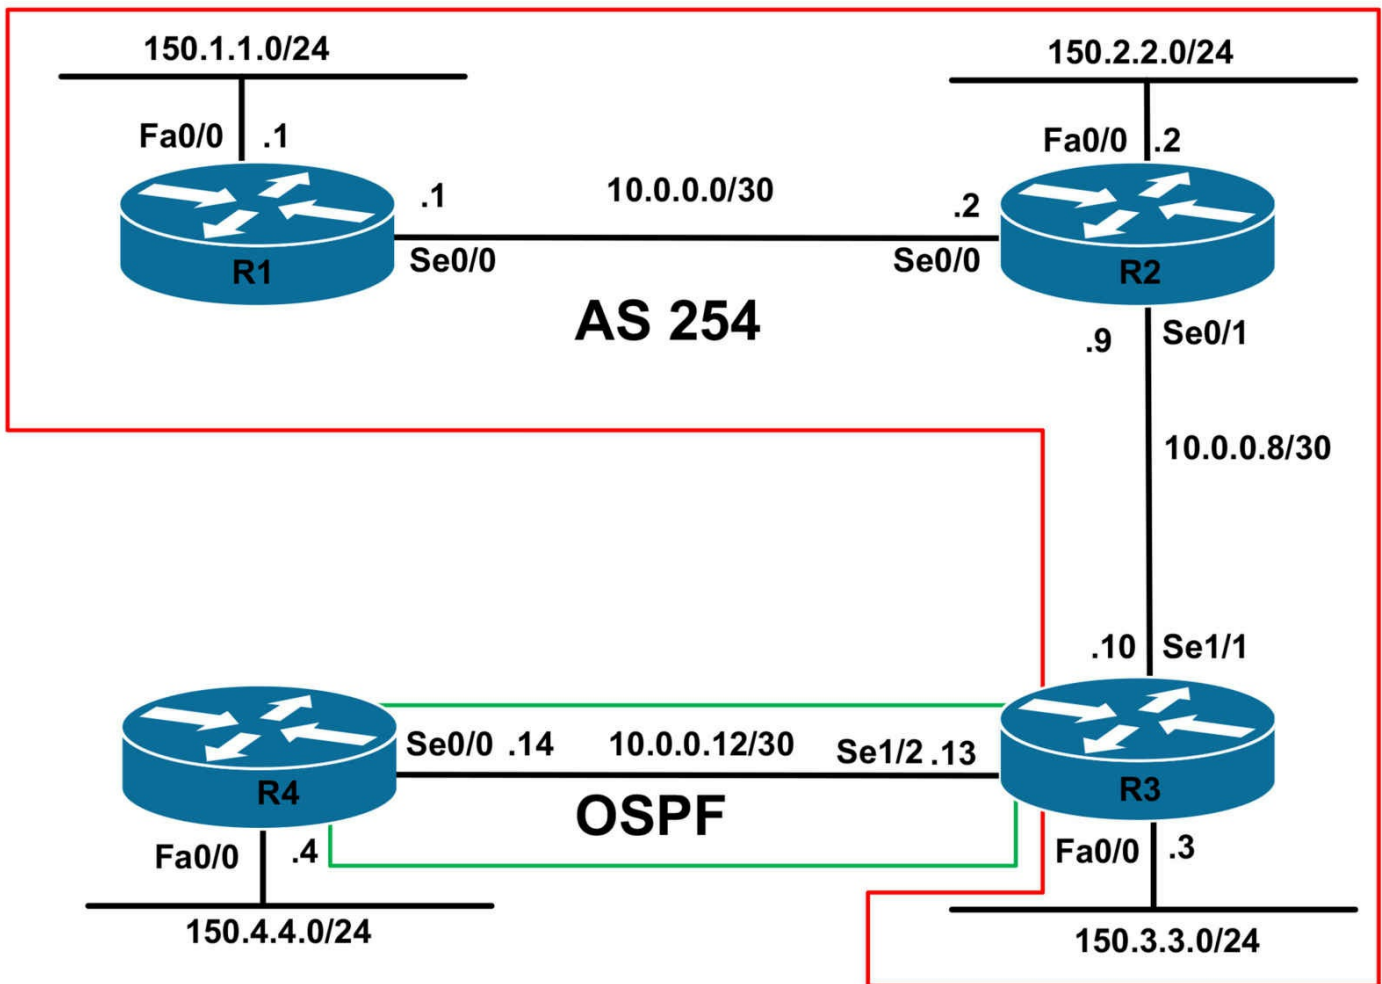 150.1.1.0/24
150.2.2.0/24
Fa0/0 .1
Fa0/0 .2
.1 10.0.0.0/30 .2
R1 Se0/0 Se0/0 R2
AS 254
.9 Se0/1
10.0.0.8/30
.10 Se1/1
Se0/0 .14 10.0.0.12/30 Se1/2 .13
R4 OSPF R3
Fa0/0 .4
Fa0/0 .3
150.4.4.0/24
150.3.3.0/24